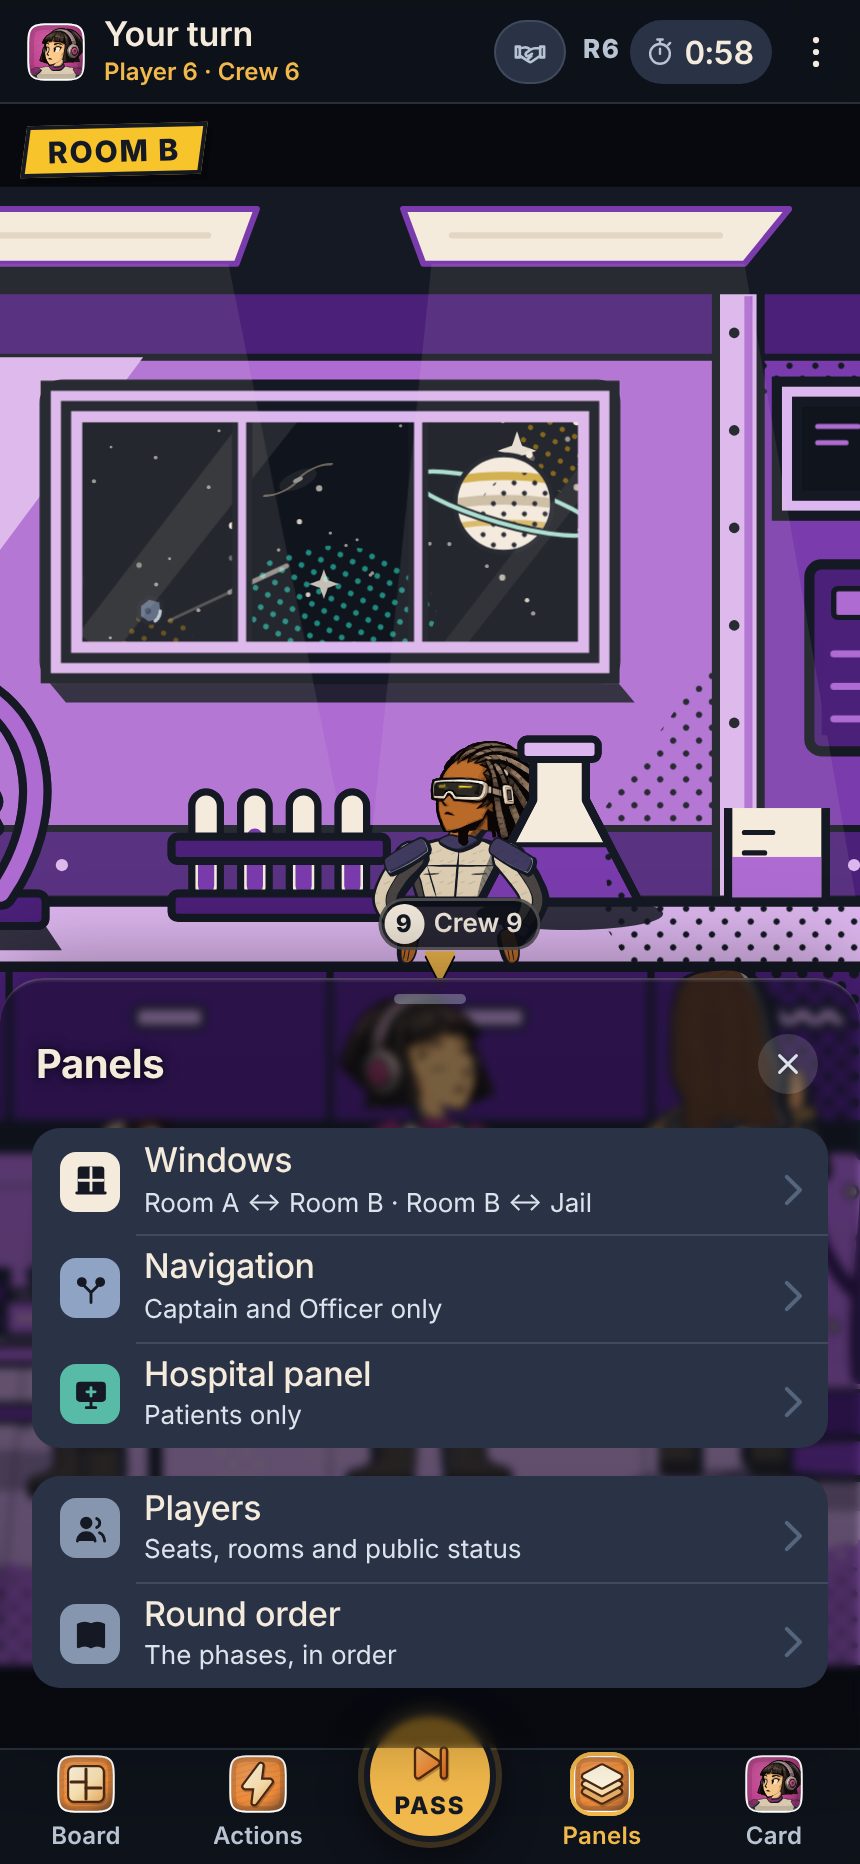 Your turn
Player 6 · Crew 6
R6
0:58
ROOM B
9 Crew 9
Panels
Windows
Room A ↔ Room B · Room B ↔ Jail
Navigation
Captain and Officer only
Hospital panel
Patients only
Players
Seats, rooms and public status
Round order
The phases, in order
PASS
Board
Actions
Panels
Card